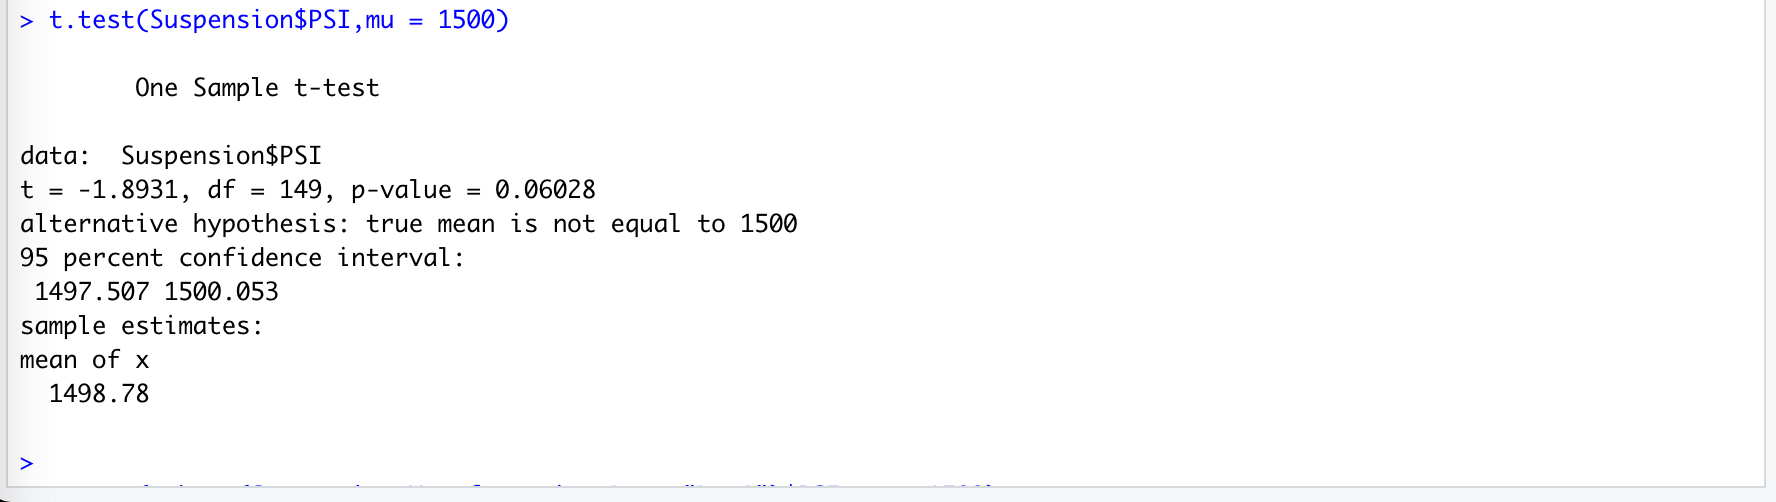 > t.test(Suspension$PSI,mu = 1500)
One Sample t-test
data:  Suspension$PSI
t = -1.8931, df = 149, p-value = 0.06028
alternative hypothesis: true mean is not equal to 1500
95 percent confidence interval:
 1497.507 1500.053
sample estimates:
mean of x
  1498.78
>